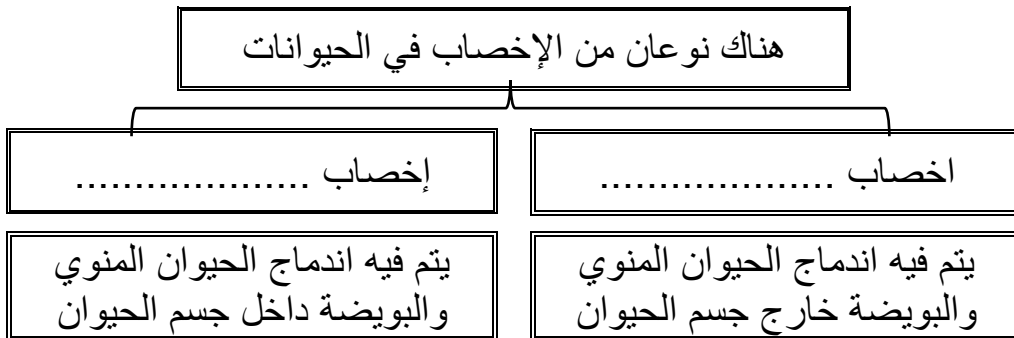 هناك نوعان من الإخصاب في الحيوانات
اخصاب ....................
إخصاب ....................
يتم فيه اندماج الحيوان المنوي
والبويضة خارج جسم الحيوان
يتم فيه اندماج الحيوان المنوي
والبويضة داخل جسم الحيوان